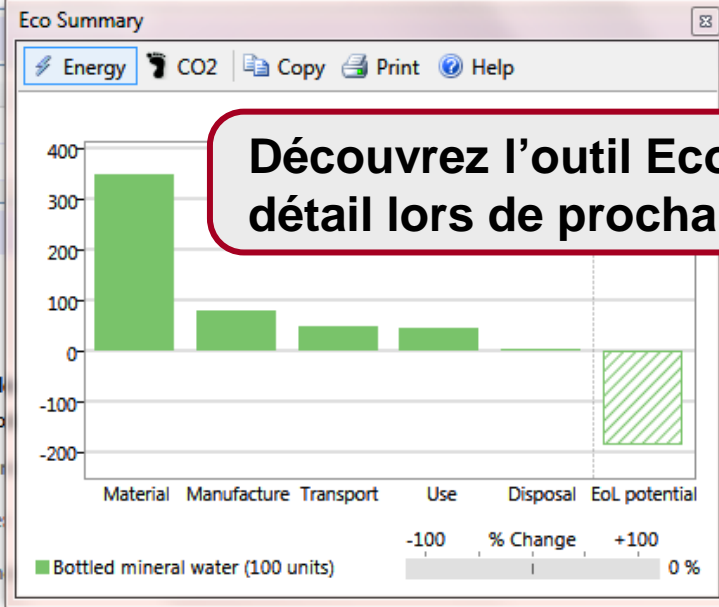 Eco Summary
Energy CO2 Copy Print Help
Découvrez l’outil Eco
détail lors de procha
400
300
200
100
0
-100
-200
Material Manufacture Transport Use Disposal EoL potential
-100 % Change +100
Bottled mineral water (100 units) 0 %